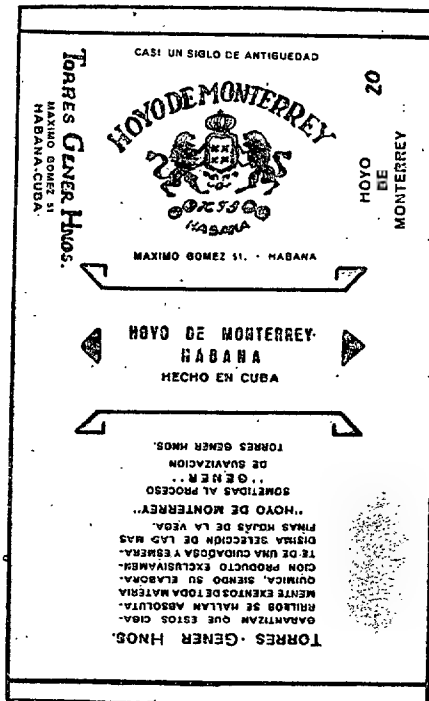 CASI UN SIGLO DE ANTIGUEDAD
HOYO DE MONTERREY
HABANA
MAXIMO GOMEZ 51. - HABANA
TORRES GENER HNOS.
MAXIMO GOMEZ 51
HABANA.CUBA
20
HOYO
DE
MONTERREY
HOYO DE MONTERREY
HABANA
HECHO EN CUBA
TORRES - GENER HNOS.
GARANTIZAN QUE ESTOS CIGA-
RRILLOS SE HALLAN ABSOLUTA-
MENTE EXENTOS DE TODA MATERIA
QUIMICA, SIENDO SU ELABORA-
CION PRODUCTO EXCLUSIVAMEN-
TE DE UNA CUIDADOSA Y ESMERA-
DISIMA SELECCIÓN DE LAS MAS
FINAS HOJAS DE LA VEGA.
"HOYO DE MONTERREY"
SOMETIDAS AL PROCESO
"GENER"
DE SUAVIZACION
TORRES GENER HNOS.